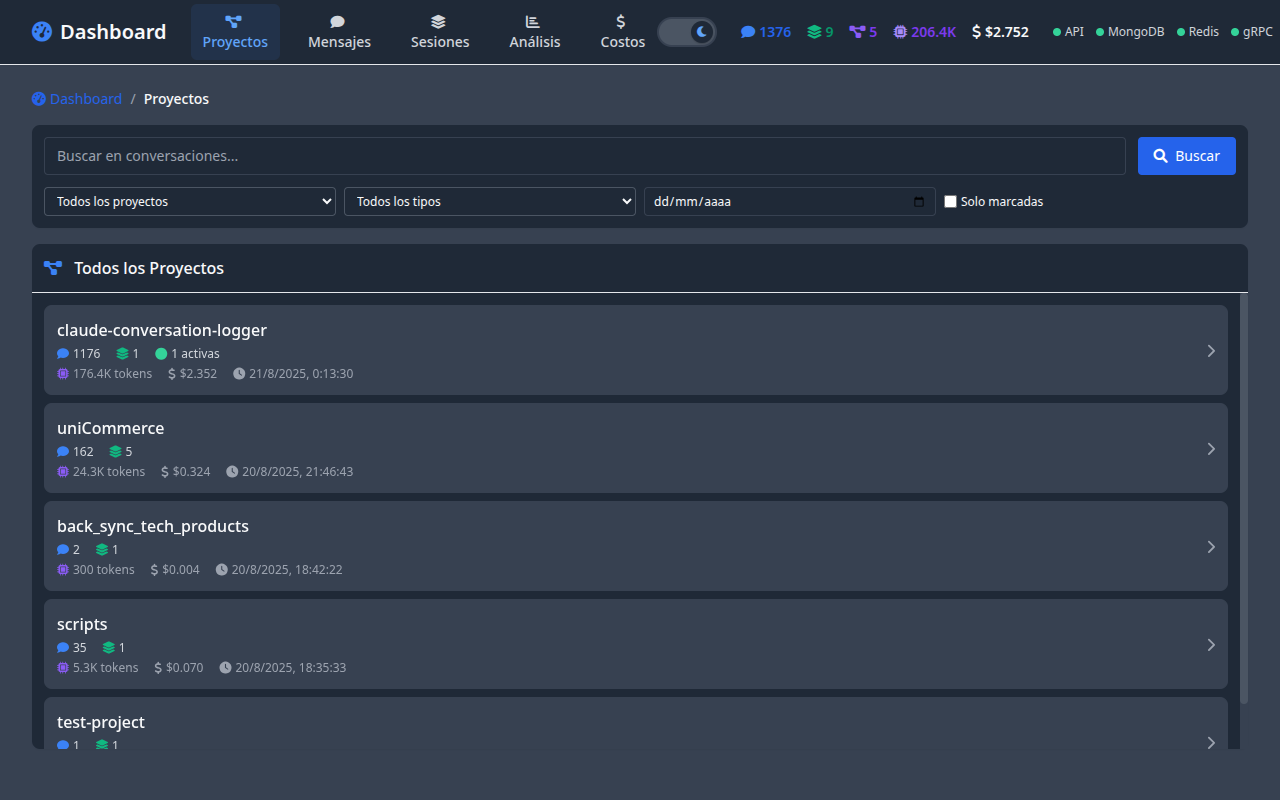 Dashboard
Proyectos
Mensajes
Sesiones
Análisis
Costos
1376 9 5 206.4K $2.752
API MongoDB Redis gRPC
Dashboard / Proyectos
Buscar en conversaciones...
Buscar
Todos los proyectos
Todos los tipos
dd/mm/aaaa
Solo marcadas
Todos los Proyectos
claude-conversation-logger
1176 1 1 activas
176.4K tokens $2.352 21/8/2025, 0:13:30
uniCommerce
162 5
24.3K tokens $0.324 20/8/2025, 21:46:43
back_sync_tech_products
2 1
300 tokens $0.004 20/8/2025, 18:42:22
scripts
35 1
5.3K tokens $0.070 20/8/2025, 18:35:33
test-project
1 1